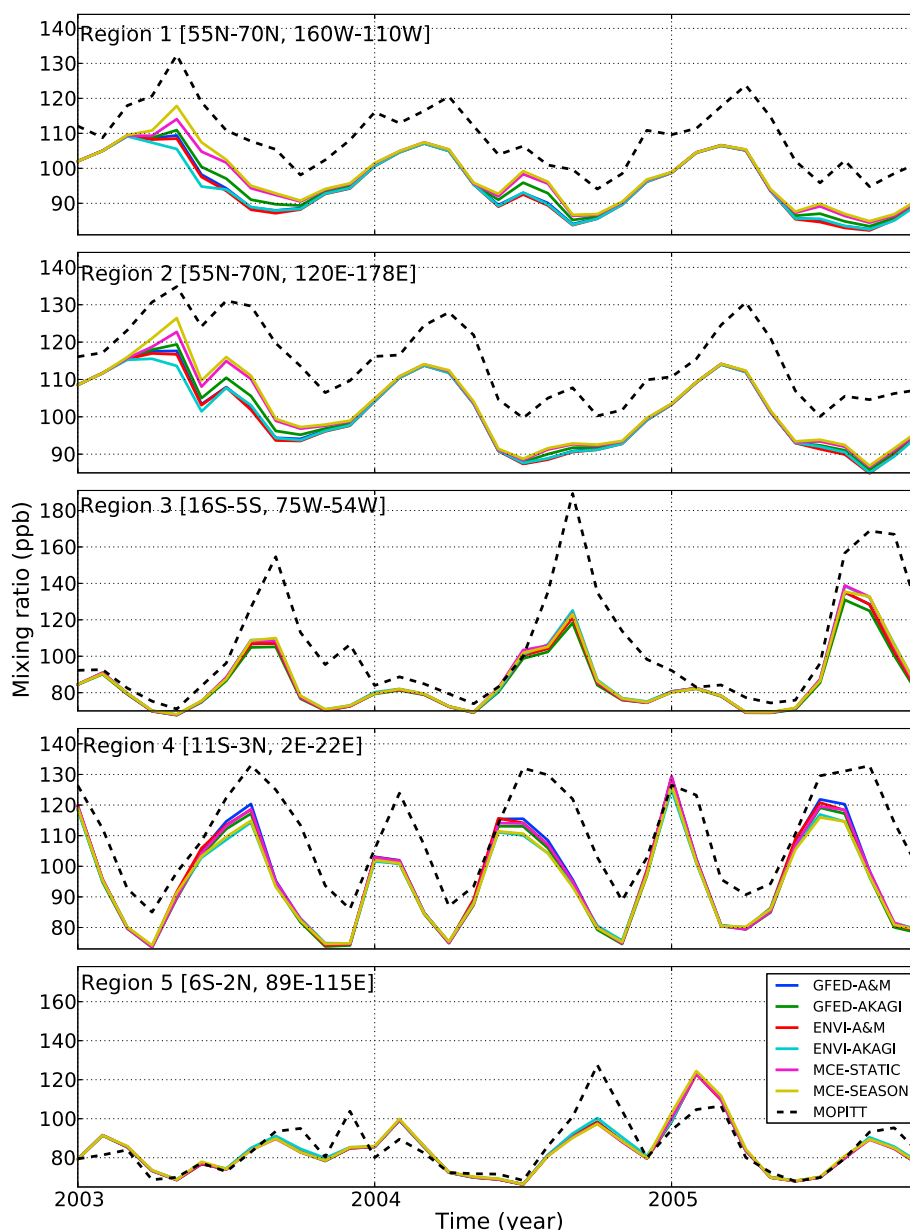 Region 1 [55N-70N, 160W-110W]
140
130
120
110
100
90
Region 2 [55N-70N, 120E-178E]
140
130
120
110
100
90
Region 3 [16S-5S, 75W-54W]
180
160
140
120
100
80
Mixing ratio (ppb)
Region 4 [11S-3N, 2E-22E]
140
130
120
110
100
90
80
Region 5 [6S-2N, 89E-115E]
160
140
120
100
80
GFED-A&M
GFED-AKAGI
ENVI-A&M
ENVI-AKAGI
MCE-STATIC
MCE-SEASON
MOPITT
2003 2004 2005
Time (year)